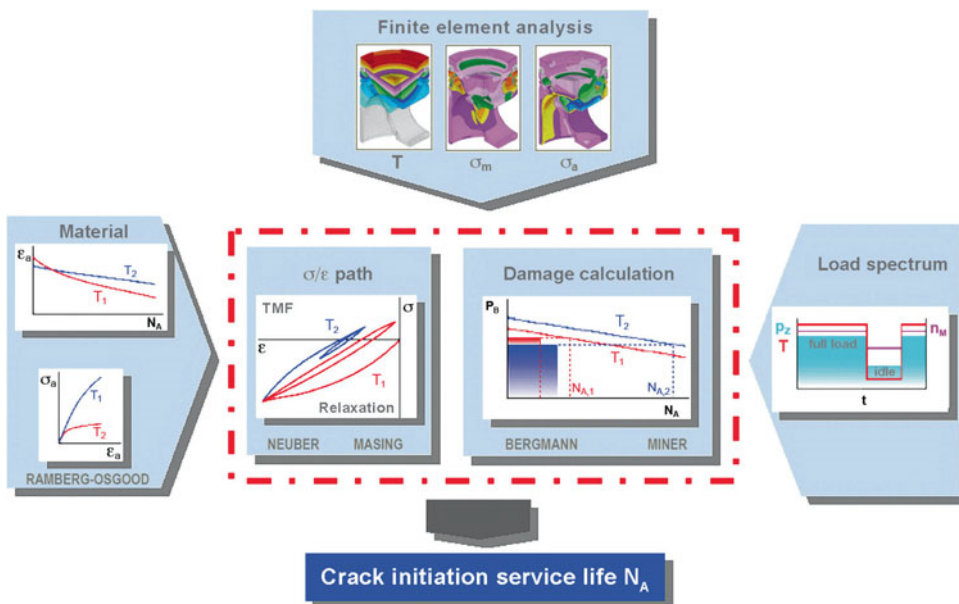 Finite element analysis
T σm σa
Material
εa
T2
T1
NA
σa
T1
T2
εa
RAMBERG-OSGOOD
σ/ε path
TMF
σ
T2
ε
T1
Relaxation
NEUBER MASING
Damage calculation
PB
T2
T1
NA,1 NA,2
NA
BERGMANN MINER
Load spectrum
pZ nM
T full load
idle
t
Crack initiation service life NA